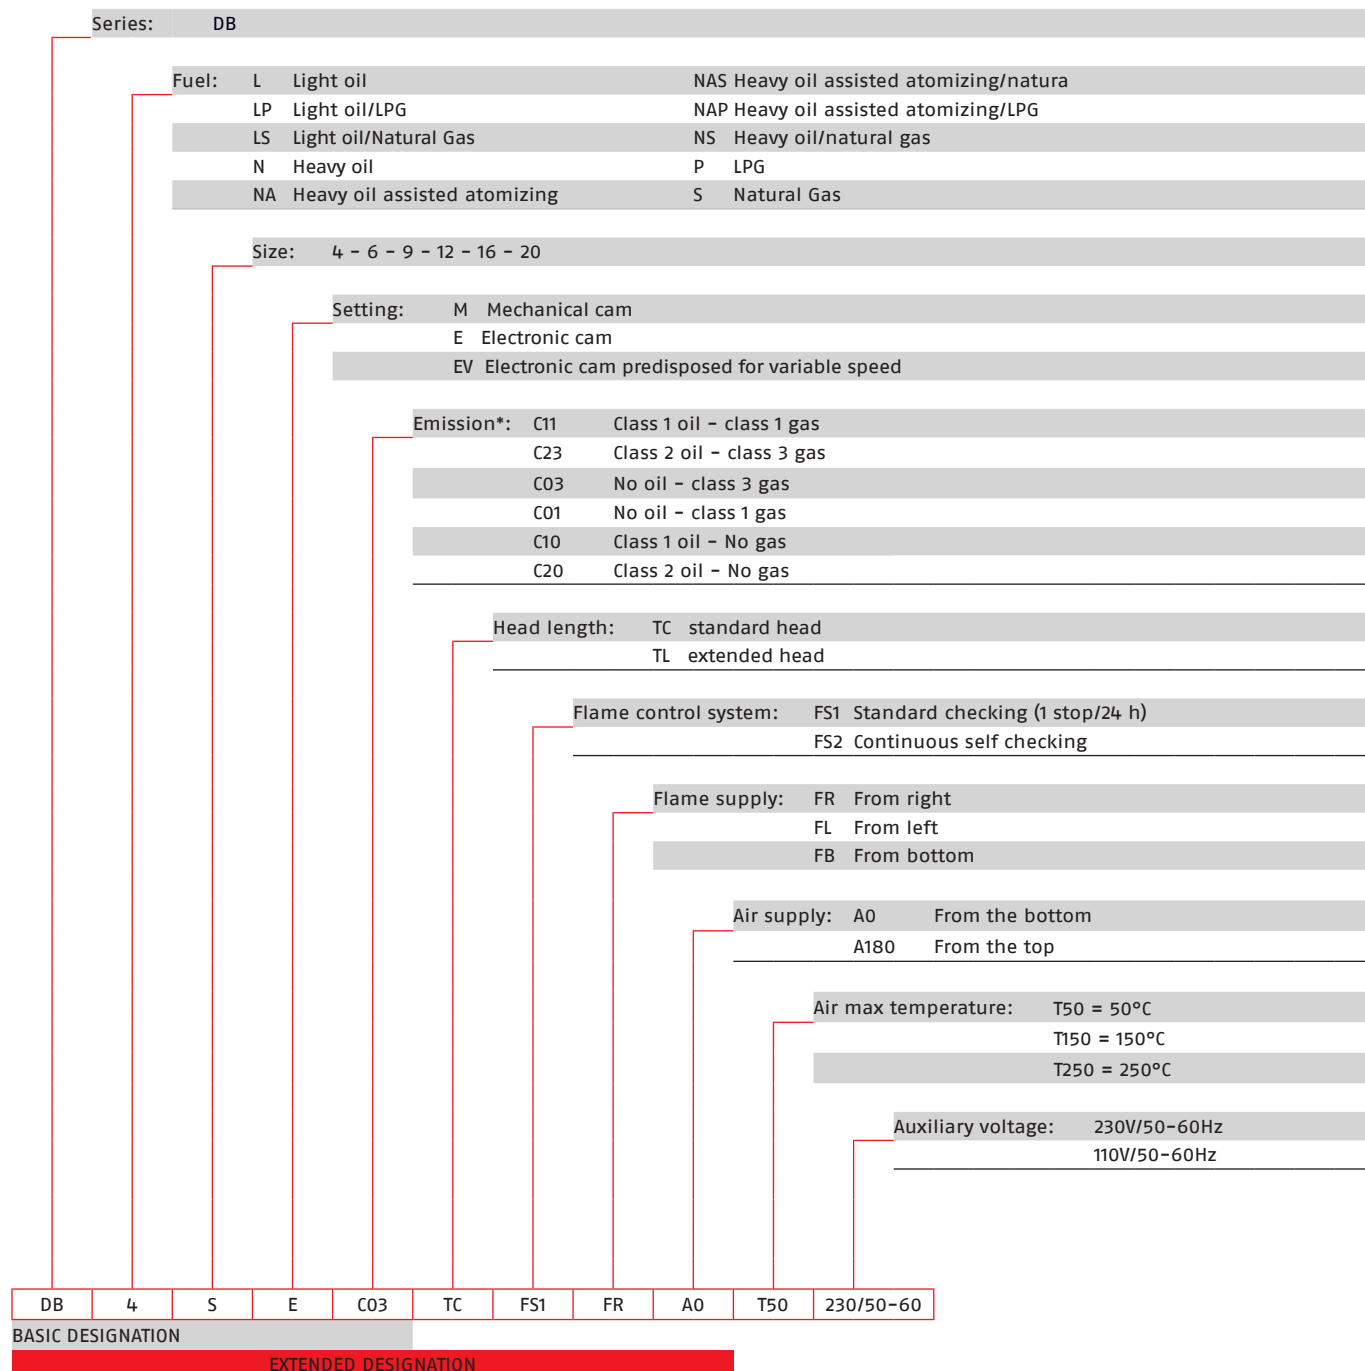 Series: DB
Fuel: L Light oil NAS Heavy oil assisted atomizing/natura
LP Light oil/LPG NAP Heavy oil assisted atomizing/LPG
LS Light oil/Natural Gas NS Heavy oil/natural gas
N Heavy oil P LPG
NA Heavy oil assisted atomizing S Natural Gas
Size: 4 - 6 - 9 - 12 - 16 - 20
Setting: M Mechanical cam
E Electronic cam
EV Electronic cam predisposed for variable speed
Emission*: C11 Class 1 oil - class 1 gas
C23 Class 2 oil - class 3 gas
C03 No oil - class 3 gas
C01 No oil - class 1 gas
C10 Class 1 oil - No gas
C20 Class 2 oil - No gas
Head length: TC standard head
TL extended head
Flame control system: FS1 Standard checking (1 stop/24 h)
FS2 Continuous self checking
Flame supply: FR From right
FL From left
FB From bottom
Air supply: A0 From the bottom
A180 From the top
Air max temperature: T50 = 50°C
T150 = 150°C
T250 = 250°C
Auxiliary voltage: 230V/50-60Hz
110V/50-60Hz
DB 4 S E C03 TC FS1 FR A0 T50 230/50-60
BASIC DESIGNATION
EXTENDED DESIGNATION